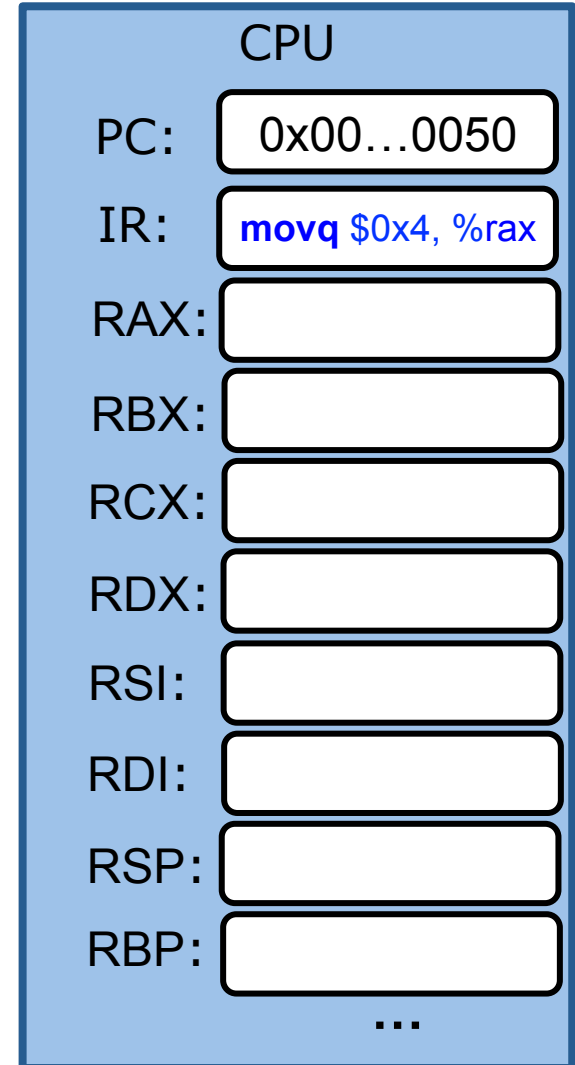 CPU
PC: 0x00…0050
IR: movq $0x4, %rax
RAX:
RBX:
RCX:
RDX:
RSI:
RDI:
RSP:
RBP:
…